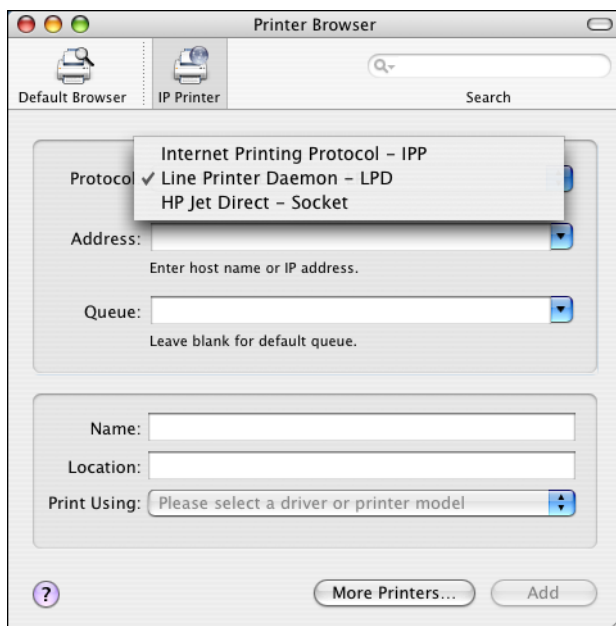 Printer Browser
Default Browser
IP Printer
Search
Internet Printing Protocol – IPP
Protocol ✓ Line Printer Daemon – LPD
HP Jet Direct – Socket
Address:
Enter host name or IP address.
Queue:
Leave blank for default queue.
Name:
Location:
Print Using: Please select a driver or printer model
? More Printers... Add